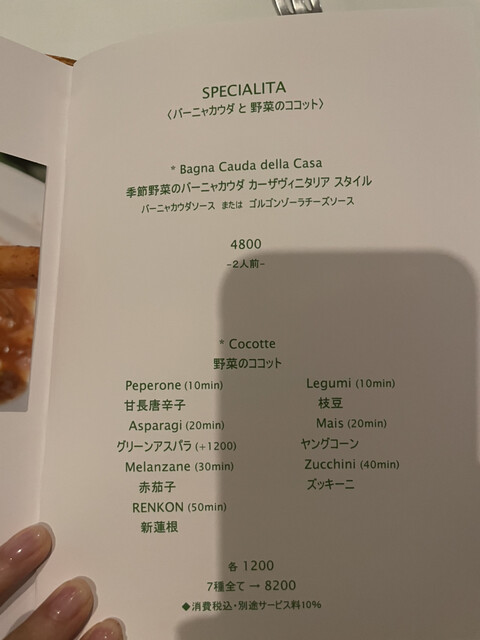 SPECIALITA
〈バーニャカウダ と 野菜のココット〉
* Bagna Cauda della Casa
季節野菜のバーニャカウダ カーザヴィニタリア スタイル
バーニャカウダソース または ゴルゴンゾーラチーズソース
4800
–2人前–
* Cocotte
野菜のココット
Peperone (10min)
甘長唐辛子
Asparagi (20min)
グリーンアスパラ (+1200)
Melanzane (30min)
赤茄子
RENKON (50min)
新蓮根
Legumi (10min)
枝豆
Mais (20min)
ヤングコーン
Zucchini (40min)
ズッキーニ
各 1200
7種全て → 8200
◆消費税込・別途サービス料10%